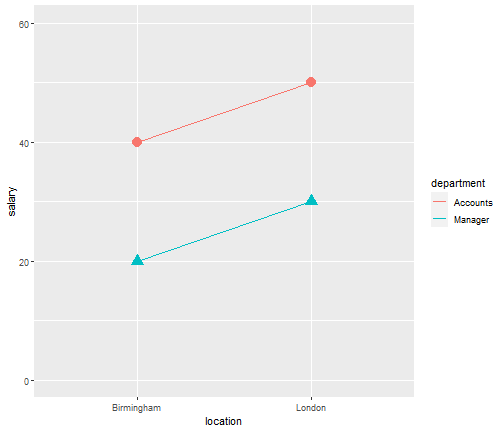 60
40
20
0
salary
Birmingham
London
location
department
Accounts
Manager